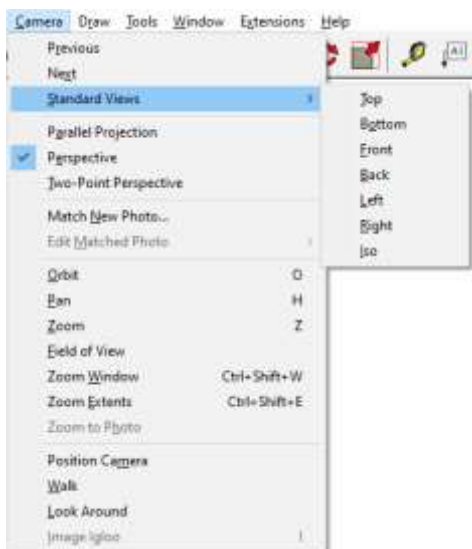 Camera Draw Tools Window Extensions Help
Previous
Next
Standard Views
Parallel Projection
Perspective
Two-Point Perspective
Match New Photo...
Edit Matched Photo
Orbit O
Pan H
Zoom Z
Field of View
Zoom Window Ctrl+Shift+W
Zoom Extents Ctrl+Shift+E
Zoom to Photo
Position Camera
Walk
Look Around
Image Igloo I
Top
Bottom
Front
Back
Left
Right
Iso